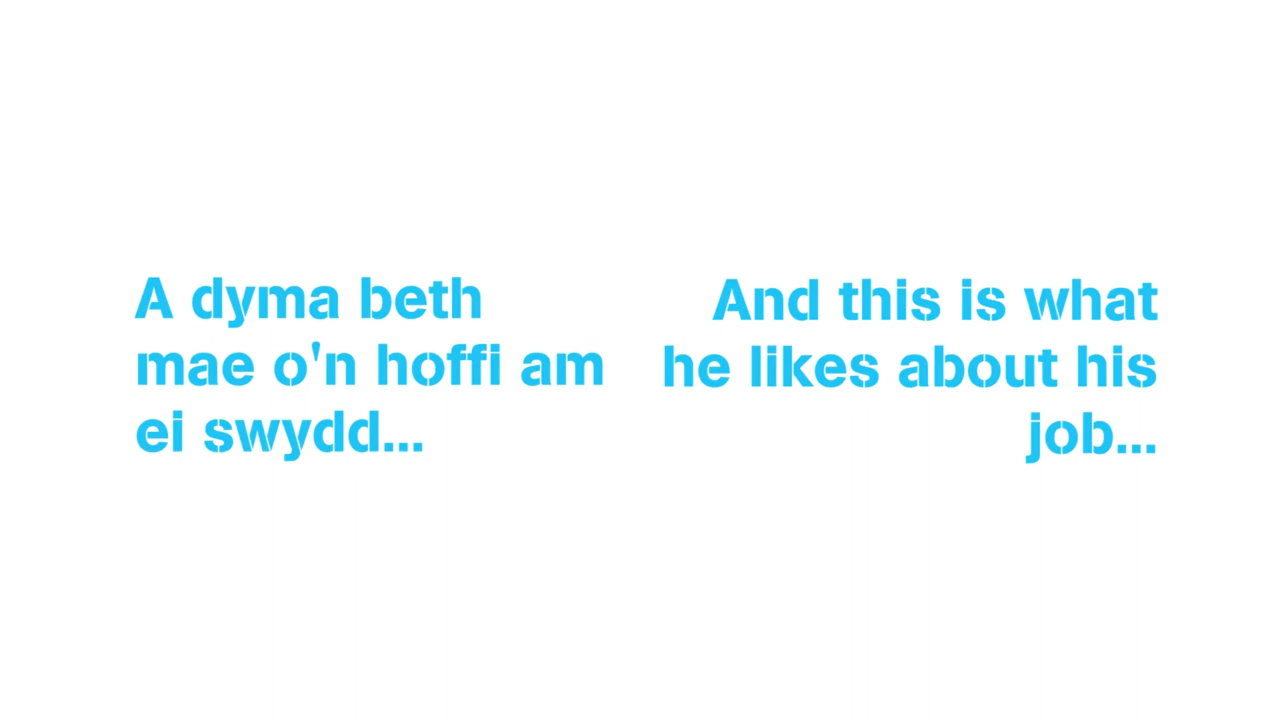 A dyma beth
mae o'n hoffi am
ei swydd...
And this is what
he likes about his
job...